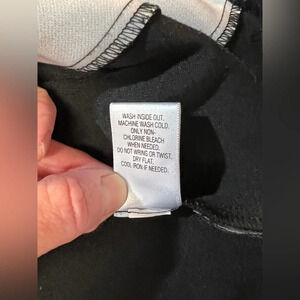 WASH INSIDE OUT,
MACHINE WASH COLD,
ONLY NON-
CHLORINE BLEACH
WHEN NEEDED.
DO NOT WRING OR TWIST,
DRY FLAT,
COOL IRON IF NEEDED.